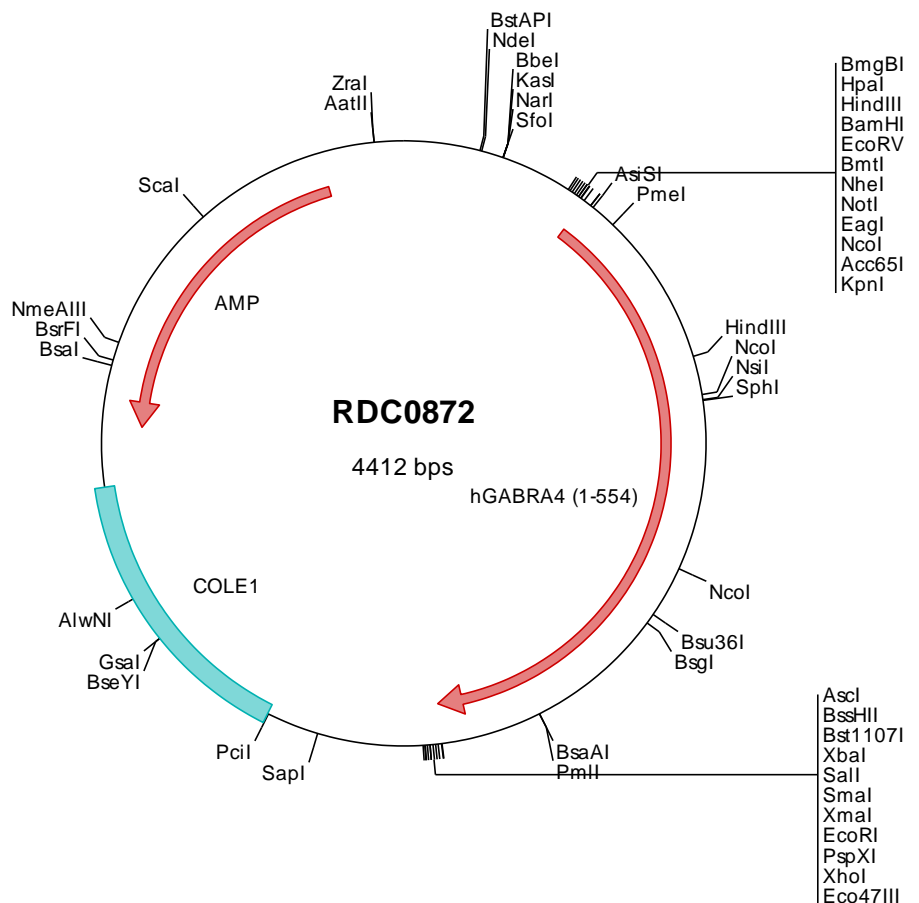 BstAPI
NdeI
BbeI
KasI
NarI
SfoI
ZraI
AatII
BmgBI
HpaI
HindIII
BamHI
EcoRV
BmtI
NheI
NotI
EagI
NcoI
Acc65I
KpnI
AsiSI
PmeI
ScaI
AMP
NmeAIII
BsrFI
BsaI
HindIII
NcoI
NsiI
SphI
RDC0872
4412 bps
hGABRA4 (1-554)
COLE1
NcoI
AlwNI
Bsu36I
BsgI
GsaI
BseYI
PciI
SapI
BsaAI
PmlI
AscI
BssHII
Bst1107I
XbaI
SalI
SmaI
XmaI
EcoRI
PspXI
XhoI
Eco47III